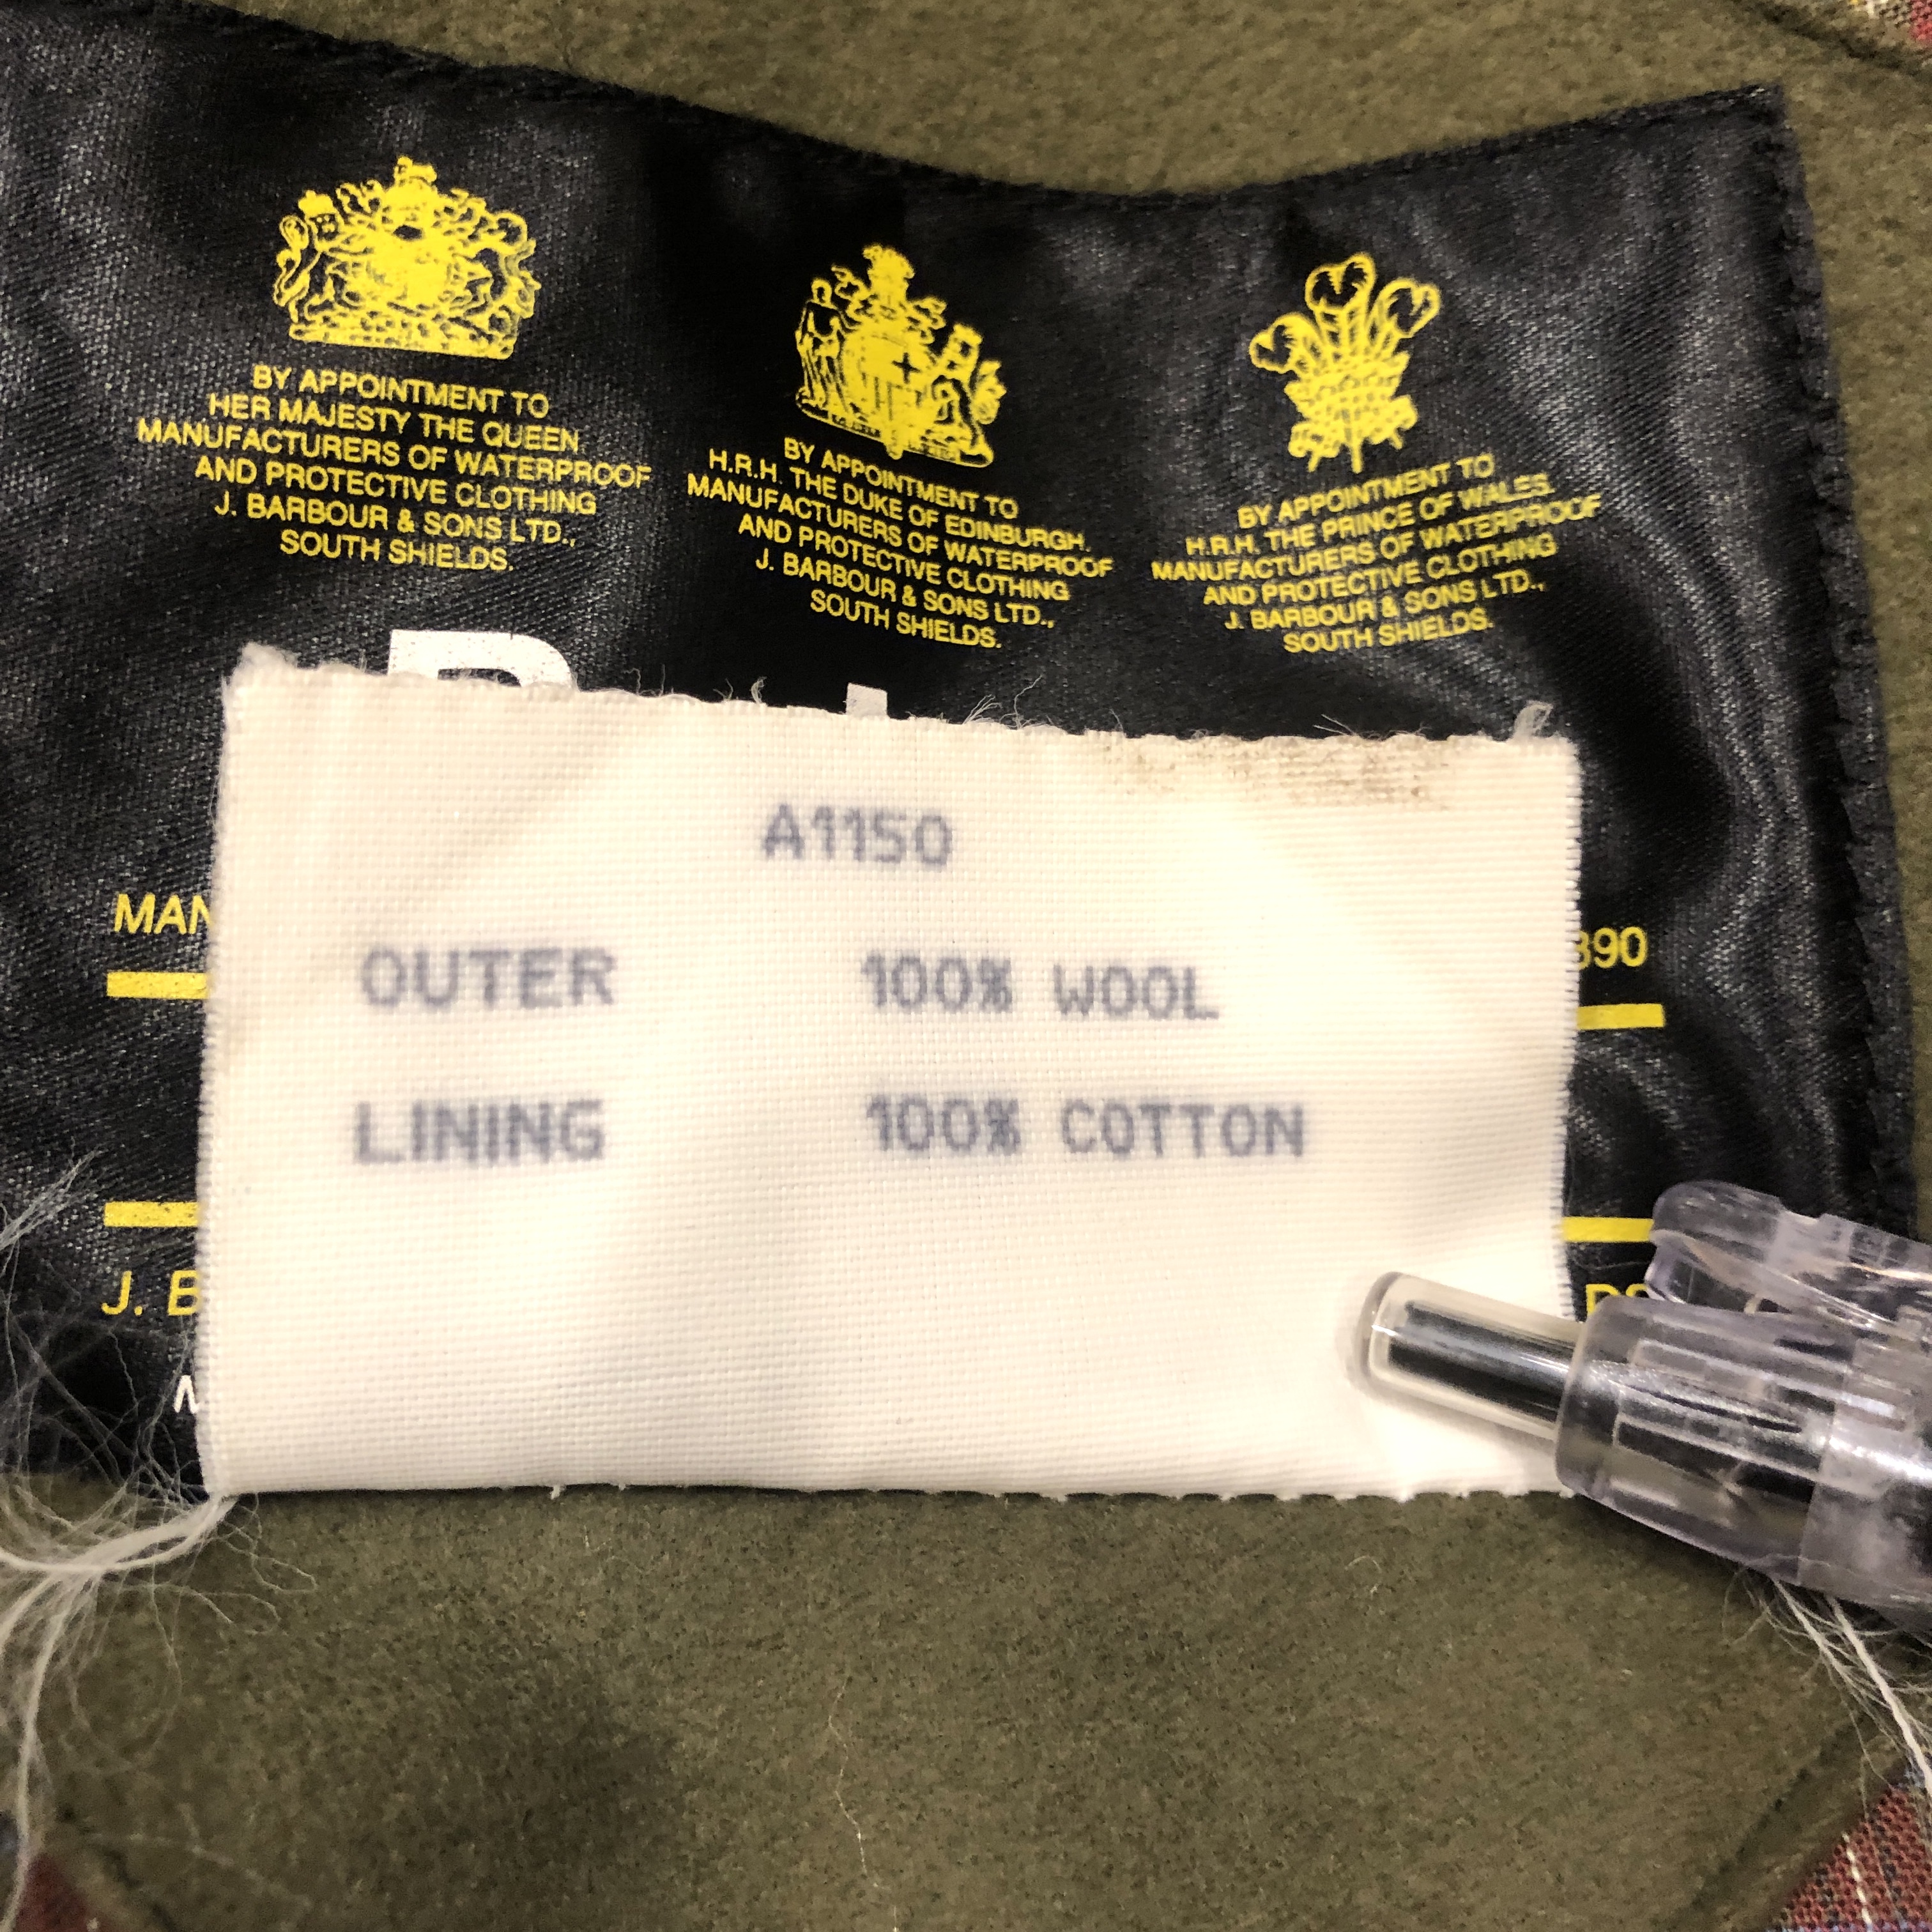 BY APPOINTMENT TO
HER MAJESTY THE QUEEN
MANUFACTURERS OF WATERPROOF
AND PROTECTIVE CLOTHING
J. BARBOUR & SONS LTD.,
SOUTH SHIELDS.
BY APPOINTMENT TO
H.R.H. THE DUKE OF EDINBURGH.
MANUFACTURERS OF WATERPROOF
AND PROTECTIVE CLOTHING
J. BARBOUR & SONS LTD.,
SOUTH SHIELDS.
BY APPOINTMENT TO
H.R.H. THE PRINCE OF WALES.
MANUFACTURERS OF WATERPROOF
AND PROTECTIVE CLOTHING
J. BARBOUR & SONS LTD.,
SOUTH SHIELDS.
A1150
MAN
390
OUTER 100% WOOL
LINING 100% COTTON
J. B